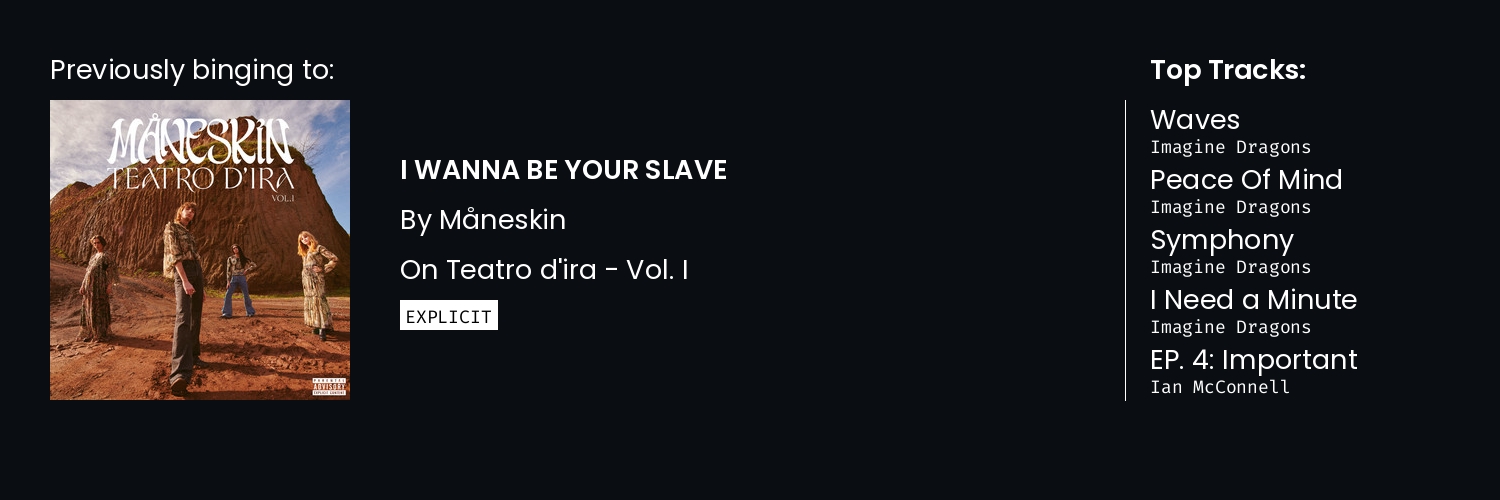 Previously binging to:
MÅNESKIN
TEATRO D'IRA
VOL.I
PARENTAL
ADVISORY
EXPLICIT CONTENT
I WANNA BE YOUR SLAVE
By Måneskin
On Teatro d'ira - Vol. I
EXPLICIT
Top Tracks:
Waves
Imagine Dragons
Peace Of Mind
Imagine Dragons
Symphony
Imagine Dragons
I Need a Minute
Imagine Dragons
EP. 4: Important
Ian McConnell